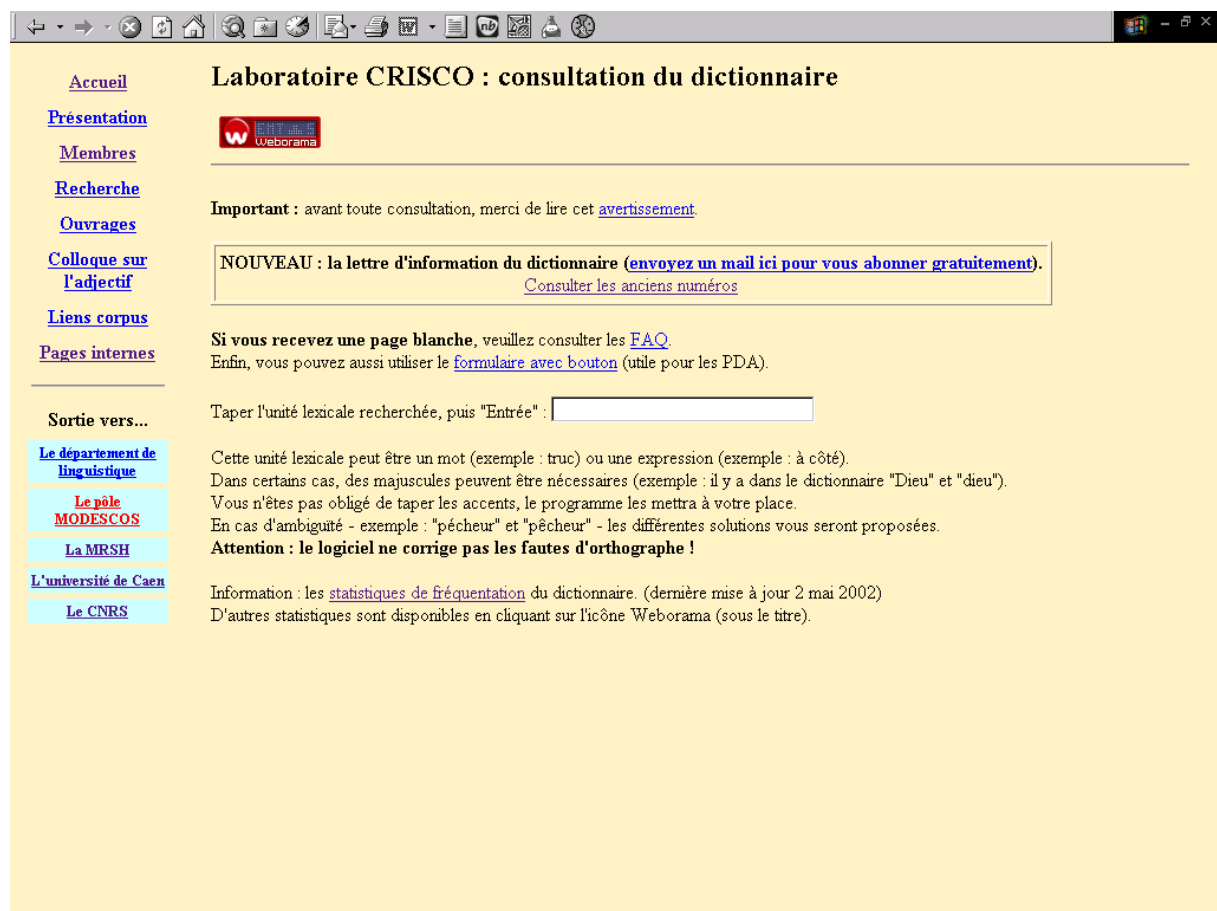 Accueil
Présentation
Membres
Recherche
Ouvrages
Colloque sur
l'adjectif
Liens corpus
Pages internes
Sortie vers...
Le département de
linguistique
Le pôle
MODESCOS
La MRSH
L'université de Caen
Le CNRS
Laboratoire CRISCO : consultation du dictionnaire
Weborama
Important : avant toute consultation, merci de lire cet avertissement.
NOUVEAU : la lettre d'information du dictionnaire (envoyez un mail ici pour vous abonner gratuitement).
Consulter les anciens numéros
Si vous recevez une page blanche, veuillez consulter les FAQ.
Enfin, vous pouvez aussi utiliser le formulaire avec bouton (utile pour les PDA).
Taper l'unité lexicale recherchée, puis "Entrée" :
Cette unité lexicale peut être un mot (exemple : truc) ou une expression (exemple : à côté).
Dans certains cas, des majuscules peuvent être nécessaires (exemple : il y a dans le dictionnaire "Dieu" et "dieu").
Vous n'êtes pas obligé de taper les accents, le programme les mettra à votre place.
En cas d'ambiguïté - exemple : "pécheur" et "pêcheur" - les différentes solutions vous seront proposées.
Attention : le logiciel ne corrige pas les fautes d'orthographe !
Information : les statistiques de fréquentation du dictionnaire. (dernière mise à jour 2 mai 2002)
D'autres statistiques sont disponibles en cliquant sur l'icône Weborama (sous le titre).